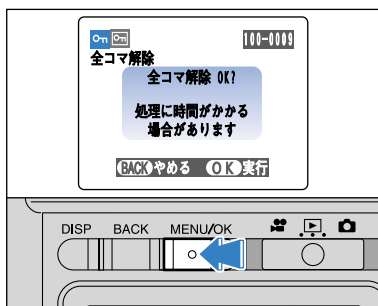 100-0009
全コマ解除
全コマ解除 OK?
処理に時間がかかる
場合があります
BACK やめる OK 実行
DISP BACK MENU/OK